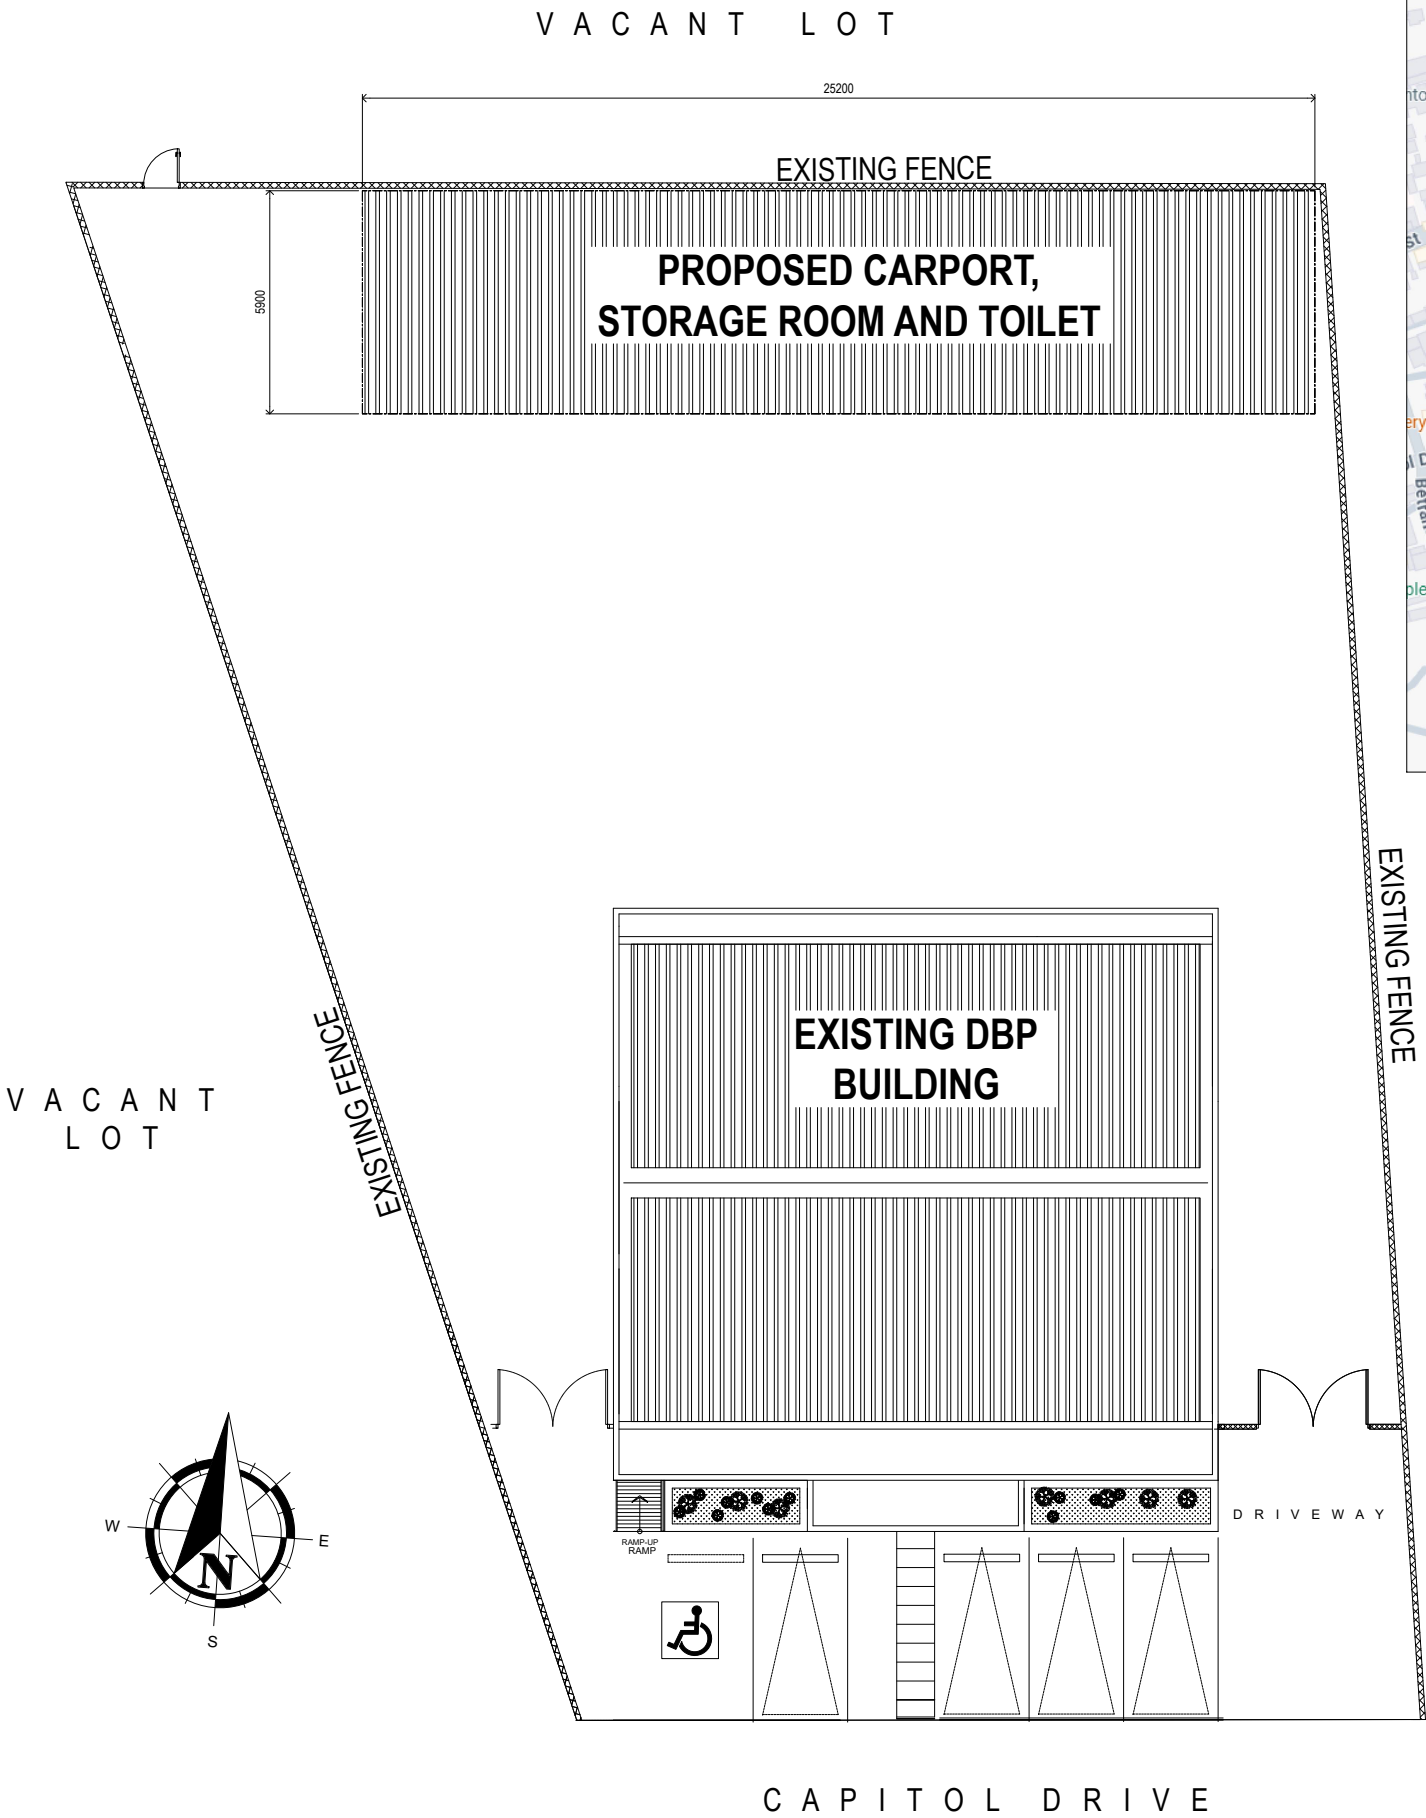 VACANT LOT
25200
EXISTING FENCE
PROPOSED CARPORT,
STORAGE ROOM AND TOILET
5900
st
EXISTING FENCE
EXISTING DBP
BUILDING
EXISTING FENCE
VACANT
LOT
DRIVEWAY
W
E
N
S
RAMP-UP
RAMP
CAPITOL DRIVE